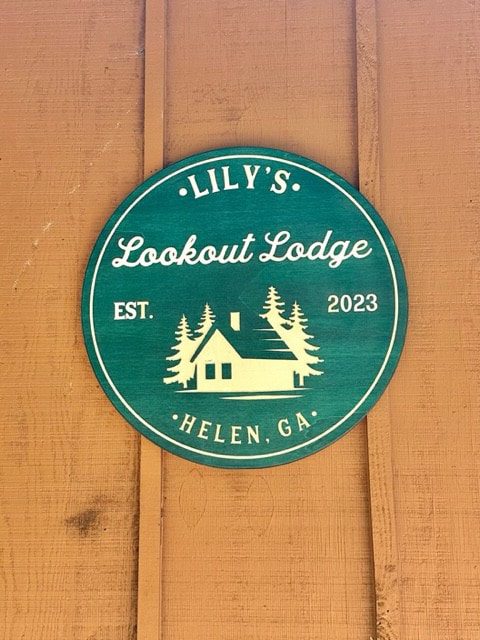 •LILY'S•
Lookout Lodge
EST. 2023
•HELEN, GA•